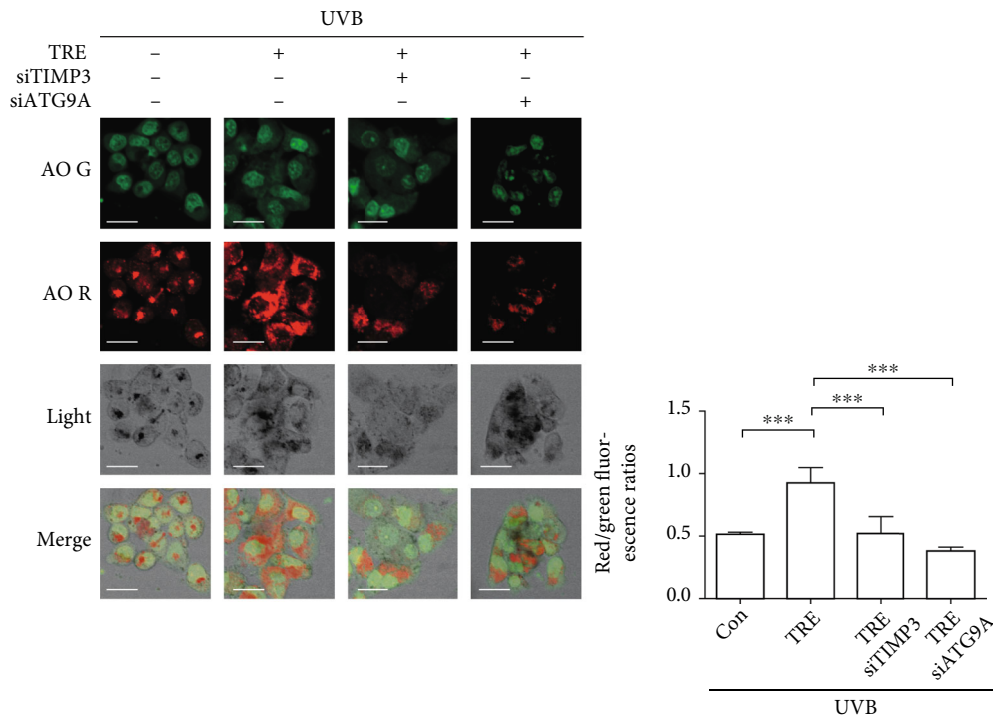 UVB
TRE – + + +
siTIMP3 – – + –
siATG9A – – – +
AO G
AO R
Light
Merge
Red/green fluor-
escence ratios
1.5
1.0
0.5
0.0
***
***
***
Con
TRE
TRE
siTIMP3
TRE
siATG9A
UVB